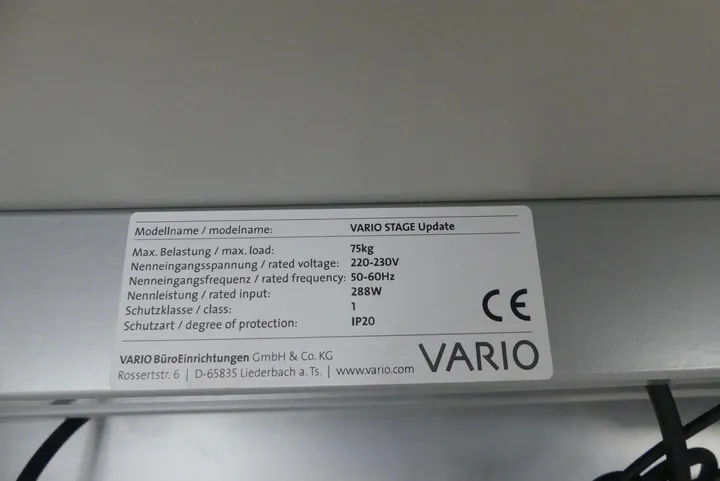 Modellname / modelname: VARIO STAGE Update
Max. Belastung / max. load: 75kg
Nenneingangsspannung / rated voltage: 220-230V
Nenneingangsfrequenz / rated frequency: 50-60Hz
Nennleistung / rated input: 288W
Schutzklasse / class: 1
Schutzart / degree of protection: IP20
CE
VARIO BüroEinrichtungen GmbH & Co. KG
Rossertstr. 6 | D-65835 Liederbach a. Ts. | www.vario.com
VARIO